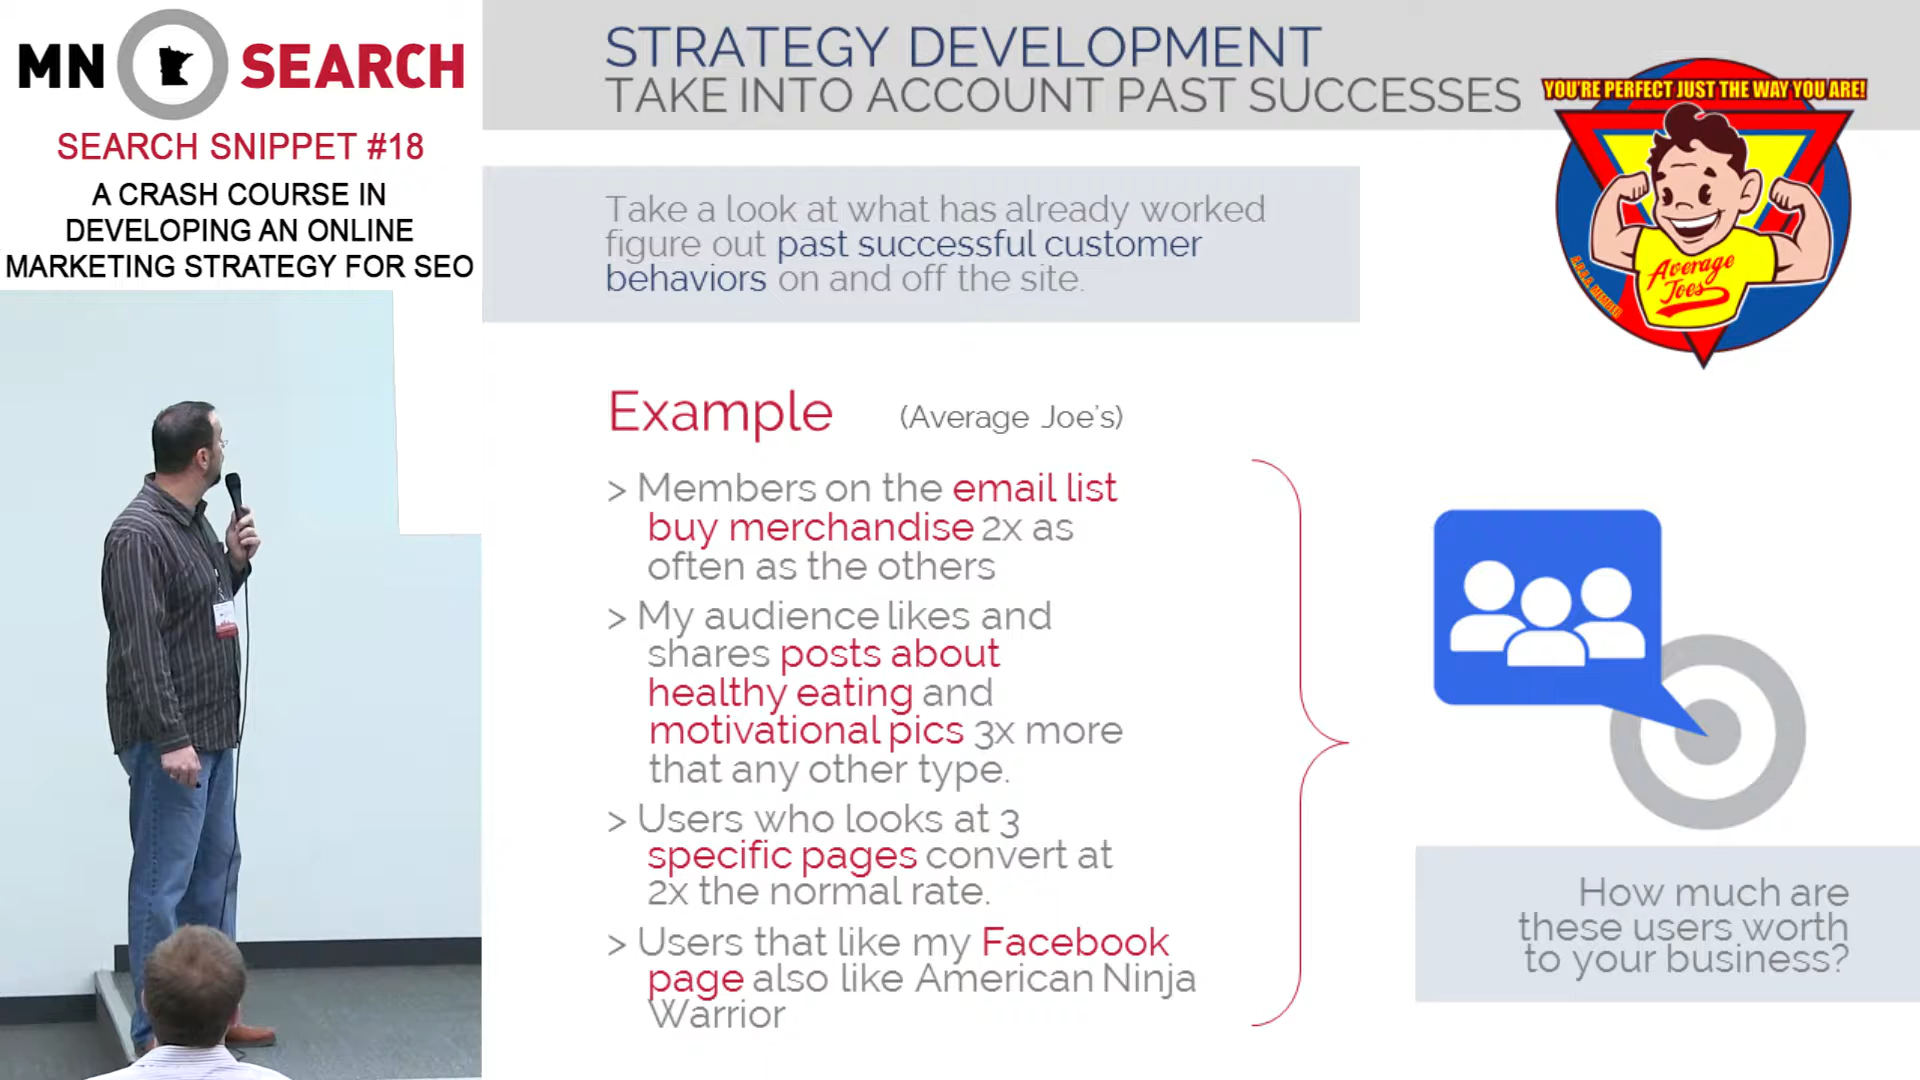 MN SEARCH
SEARCH SNIPPET #18
A CRASH COURSE IN
DEVELOPING AN ONLINE
MARKETING STRATEGY FOR SEO
STRATEGY DEVELOPMENT
TAKE INTO ACCOUNT PAST SUCCESSES
YOU'RE PERFECT JUST THE WAY YOU ARE!
Average
Joes
Take a look at what has already worked
figure out past successful customer
behaviors on and off the site.
Example (Average Joe's)
> Members on the email list
buy merchandise 2x as
often as the others
> My audience likes and
shares posts about
healthy eating and
motivational pics 3x more
that any other type.
> Users who looks at 3
specific pages convert at
2x the normal rate.
> Users that like my Facebook
page also like American Ninja
Warrior
How much are
these users worth
to your business?